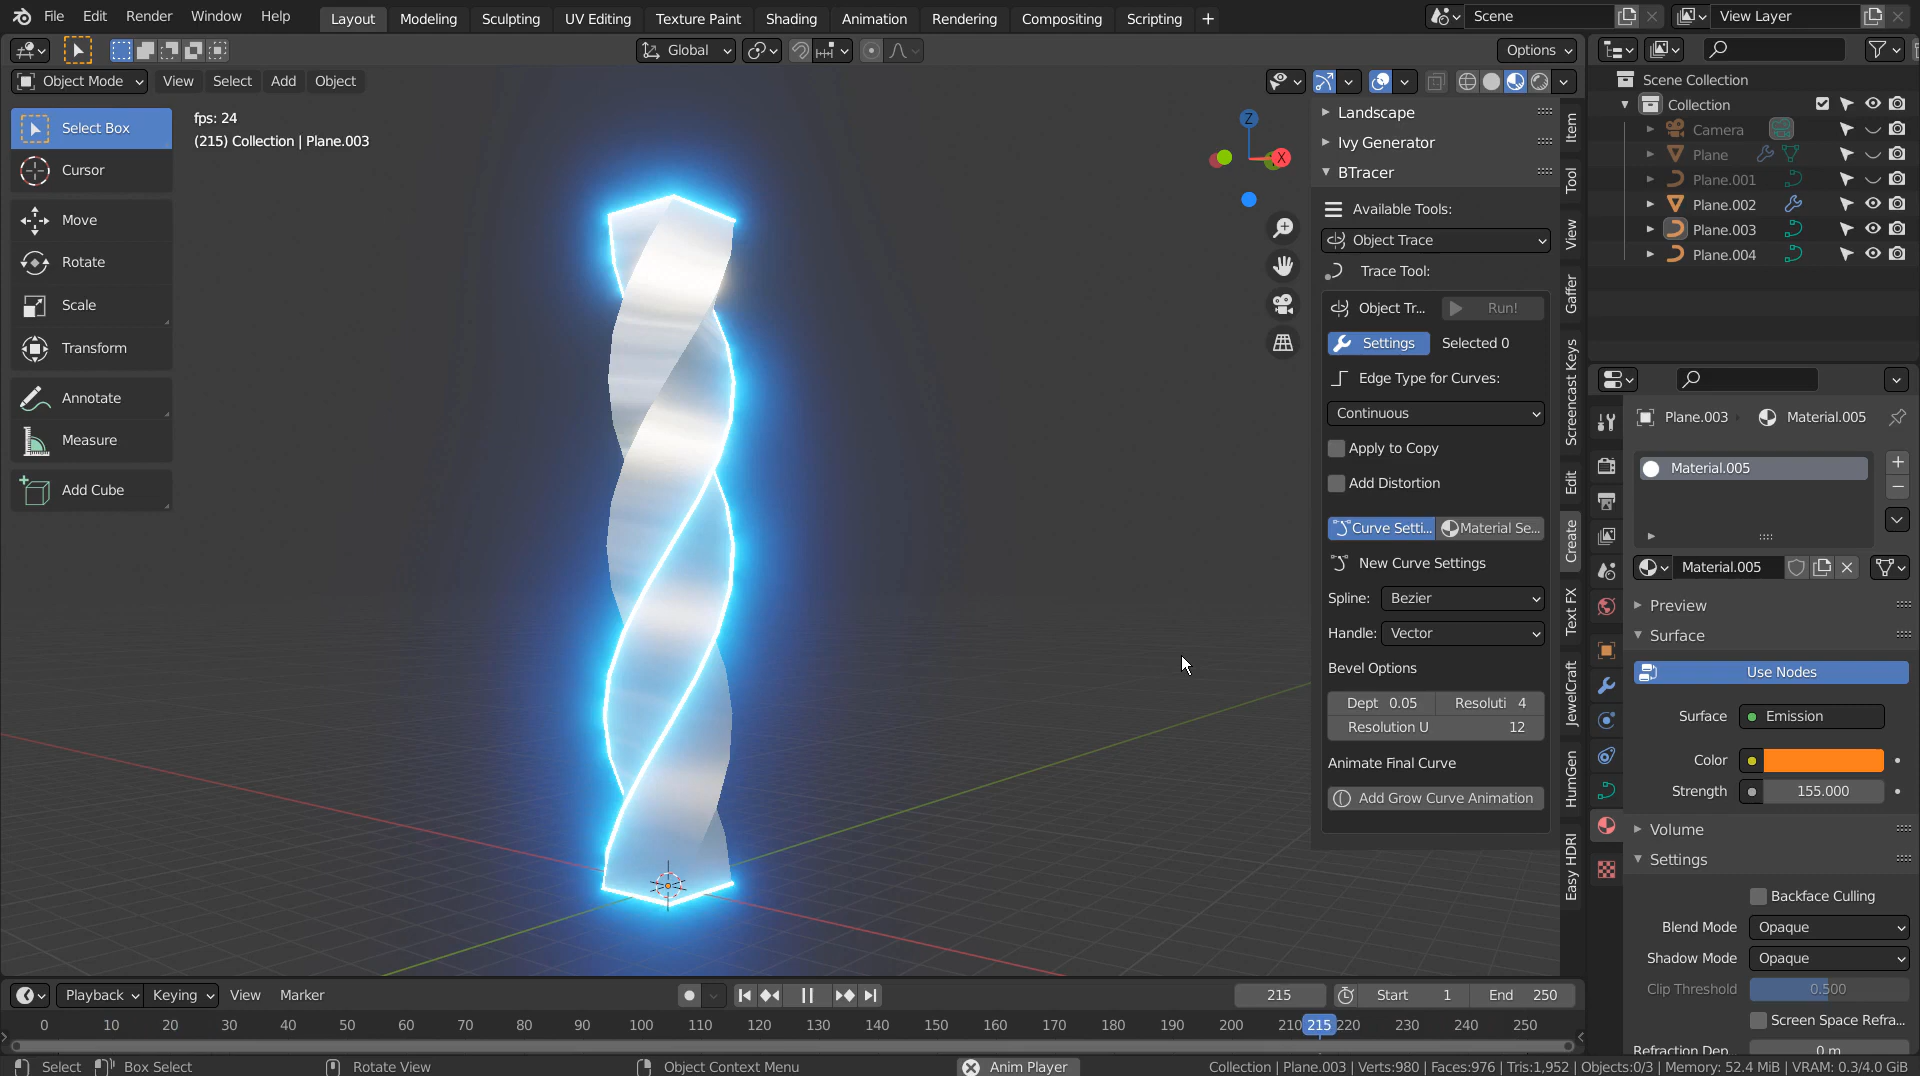 File Edit Render Window Help
Layout Modeling Sculpting UV Editing Texture Paint Shading Animation Rendering Compositing Scripting +
Scene
View Layer
Global
Options
Object Mode View Select Add Object
Select Box
Cursor
Move
Rotate
Scale
Transform
Annotate
Measure
Add Cube
fps: 24
(215) Collection | Plane.003
Z
X
Landscape
Ivy Generator
BTracer
Available Tools:
Object Trace
Trace Tool:
Object Tr... Run!
Settings Selected 0
Edge Type for Curves:
Continuous
Apply to Copy
Add Distortion
Curve Setti... Material Se...
New Curve Settings
Spline: Bezier
Handle: Vector
Bevel Options
Dept 0.05 Resoluti 4
Resolution U 12
Animate Final Curve
Add Grow Curve Animation
Item
Tool
View
Gaffer
Screencast Keys
Edit
Create
Text FX
JewelCraft
HumGen
Easy HDRI
Scene Collection
Collection
Camera
Plane
Plane.001
Plane.002
Plane.003
Plane.004
Plane.003 Material.005
Material.005
Material.005
Preview
Surface
Use Nodes
Surface Emission
Color
Strength 155.000
Volume
Settings
Backface Culling
Blend Mode Opaque
Shadow Mode Opaque
Clip Threshold 0.500
Screen Space Refra...
Refraction Dep... 0 m
Playback Keying View Marker
215 Start 1 End 250
0 10 20 30 40 50 60 70 80 90 100 110 120 130 140 150 160 170 180 190 200 210 215 220 230 240 250
Select Box Select Rotate View Object Context Menu Anim Player
Collection | Plane.003 | Verts:980 | Faces:976 | Tris:1,952 | Objects:0/3 | Memory: 52.4 MiB | VRAM: 0.3/4.0 GiB